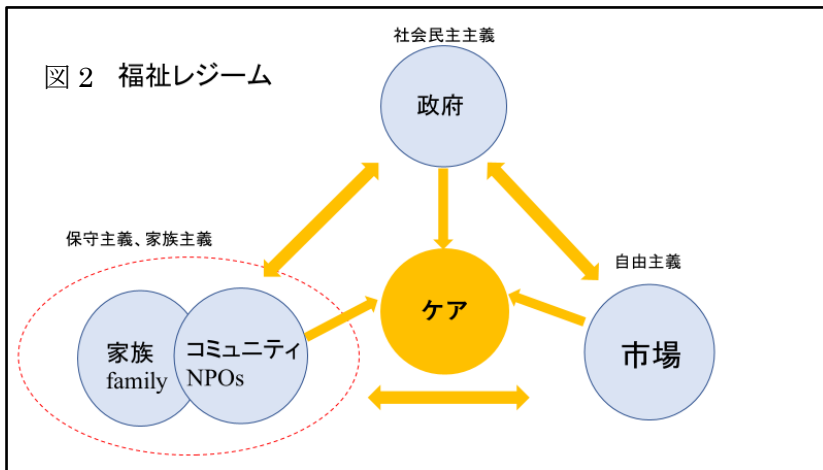 社会民主主義
図 2 福祉レジーム
政府
保守主義、家族主義
自由主義
ケア
家族
family
コミュニティ
NPOs
市場